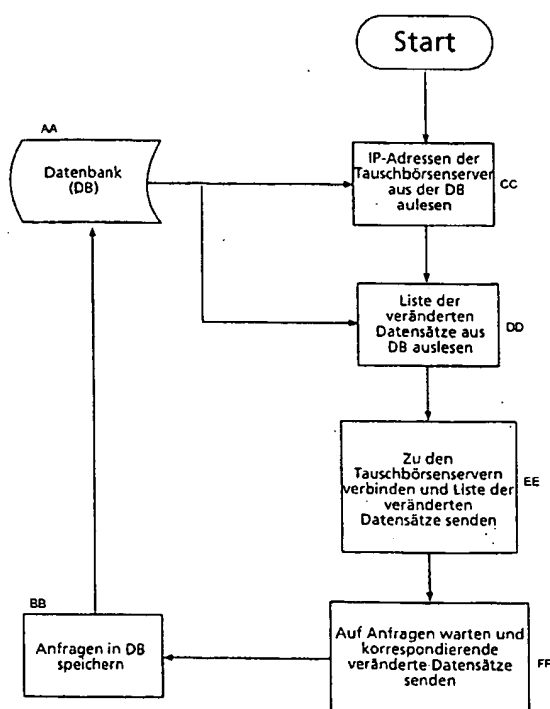 Start
AA
Datenbank
(DB)
IP-Adressen der
Tauschbörsenserver
aus der DB
aulesen
CC
Liste der
veränderten
Datensätze aus
DB auslesen
DD
Zu den
Tauschbörsenservern
verbinden und Liste der
veränderten
Datensätze senden
EE
BB
Anfragen in DB
speichern
Auf Anfragen warten und
korrespondierende
veränderte Datensätze
senden
FF